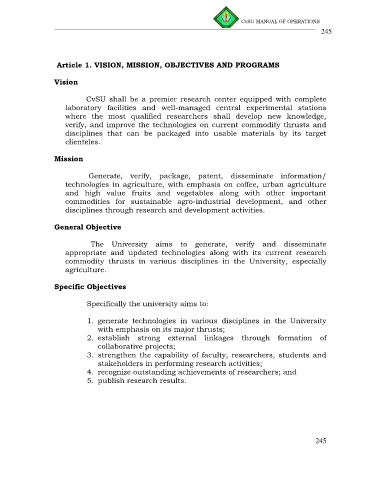 CvSU MANUAL OF OPERATIONS
245
Article 1. VISION, MISSION, OBJECTIVES AND PROGRAMS
Vision
CvSU shall be a premier research center equipped with complete
laboratory facilities and well-managed central experimental stations
where the most qualified researchers shall develop new knowledge,
verify, and improve the technologies on current commodity thrusts and
disciplines that can be packaged into usable materials by its target
clienteles.
Mission
Generate, verify, package, patent, disseminate information/
technologies in agriculture, with emphasis on coffee, urban agriculture
and high value fruits and vegetables along with other important
commodities for sustainable agro-industrial development, and other
disciplines through research and development activities.
General Objective
The University aims to generate, verify and disseminate
appropriate and updated technologies along with its current research
commodity thrusts in various disciplines in the University, especially
agriculture.
Specific Objectives
Specifically the university aims to:
1. generate technologies in various disciplines in the University
with emphasis on its major thrusts;
2. establish strong external linkages through formation of
collaborative projects;
3. strengthen the capability of faculty, researchers, students and
stakeholders in performing research activities;
4. recognize outstanding achievements of researchers; and
5. publish research results.
245